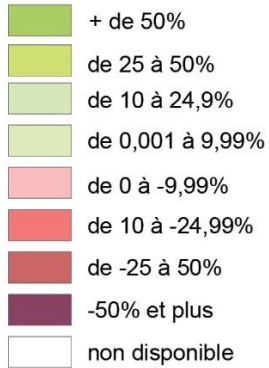 + de 50%
de 25 à 50%
de 10 à 24,9%
de 0,001 à 9,99%
de 0 à -9,99%
de 10 à -24,99%
de -25 à 50%
-50% et plus
non disponible